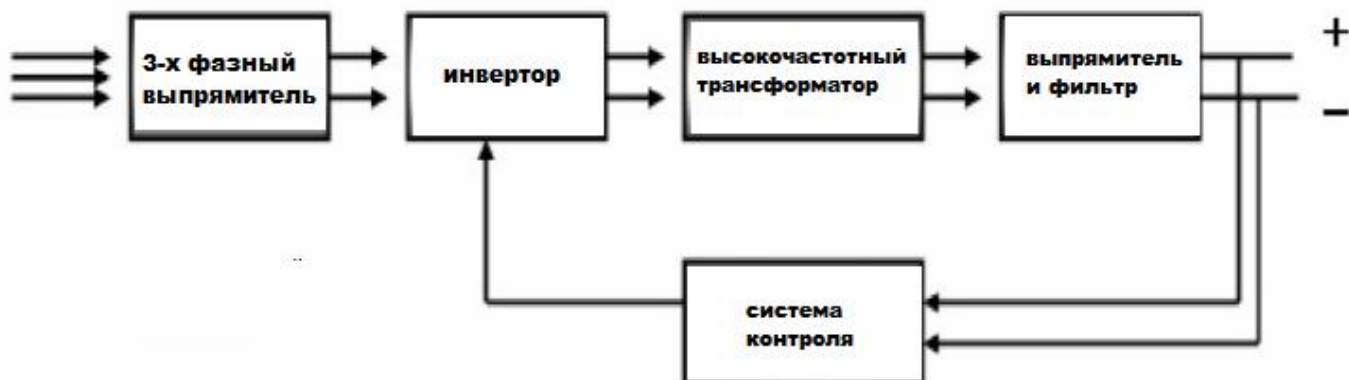 3-х фазный
выпрямитель
инвертор
высокочастотный
трансформатор
выпрямитель
и фильтр
+
−
система
контроля